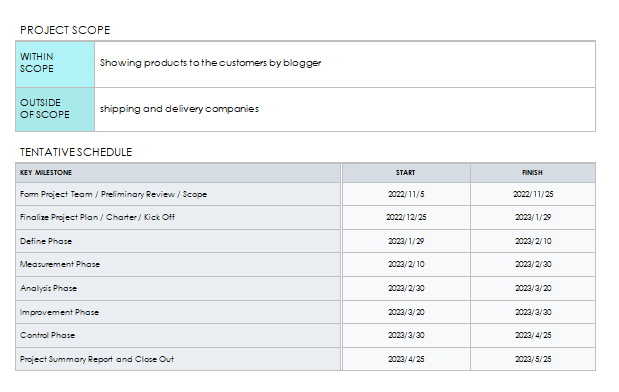 PROJECT SCOPE
WITHIN
SCOPE
Showing products to the customers by blogger
OUTSIDE
OF SCOPE
shipping and delivery companies
TENTATIVE SCHEDULE
KEY MILESTONE START FINISH
Form Project Team / Preliminary Review / Scope 2022/11/5 2022/11/25
Finalize Project Plan / Charter / Kick Off 2022/12/25 2023/1/29
Define Phase 2023/1/29 2023/2/10
Measurement Phase 2023/2/10 2023/2/30
Analysis Phase 2023/2/30 2023/3/20
Improvement Phase 2023/3/20 2023/3/30
Control Phase 2023/3/30 2023/4/25
Project Summary Report and Close Out 2023/4/25 2023/5/25